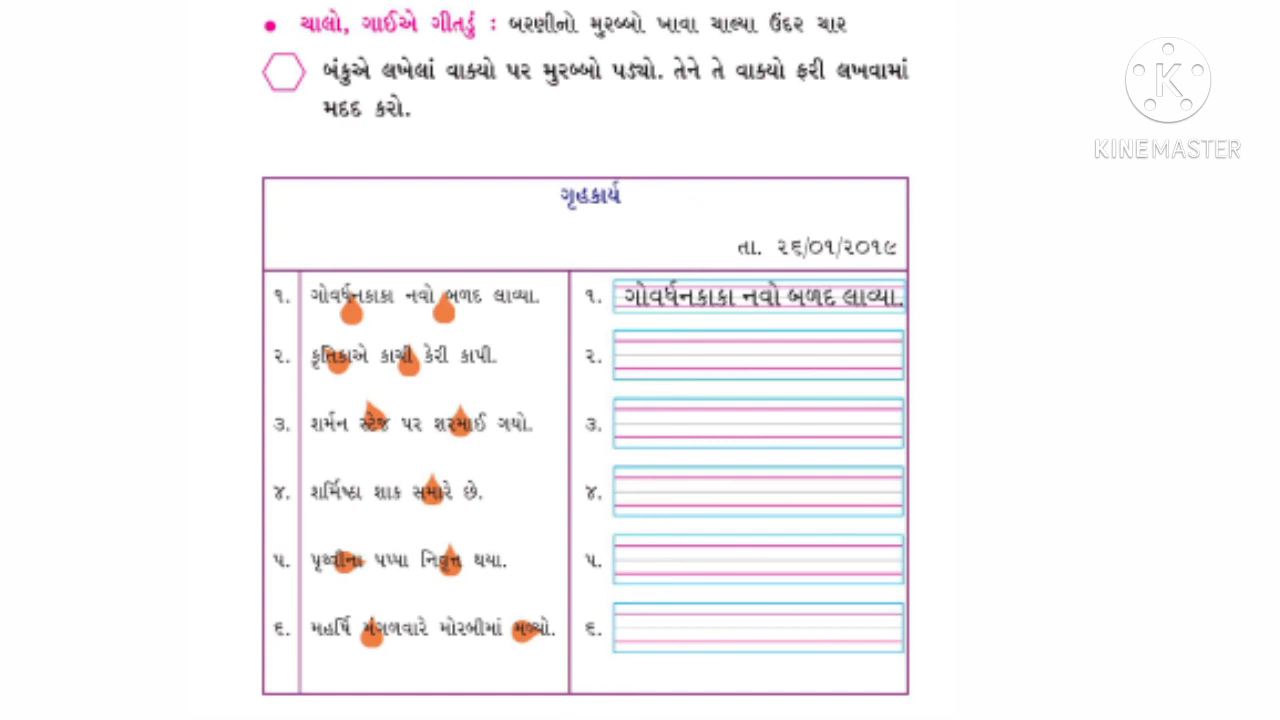 • ચાલો, ગાઈએ ગીતડું : બરણીનો મુરબ્બો ખાવા ચાલ્યા ઉંદર ચાર
બંકુએ લખેલાં વાક્યો પર મુરબ્બો પડ્યો. તેને તે વાક્યો ફરી લખવામાં
મદદ કરો.
K
KINEMASTER
ગૃહકાર્ય
તા. ૨૬/૦૧/૨૦૧૯
૧. ગોવર્ધનકાકા નવો બળદ લાવ્યા. ૧. ગોવર્ધનકાકા નવો બળદ લાવ્યા.
૨. કૃતિકાએ કાચી કેરી કાપી. ૨.
૩. શર્મન સ્ટેજ પર શરમાઈ ગયો. ૩.
૪. શર્મિષ્ઠા શાક સમારે છે. ૪.
૫. પૃથ્વીના પપ્પા નિવૃત્ત થયા. ૫.
૬. મહર્ષિ મંગળવારે મોરબીમાં મળ્યો. ૬.